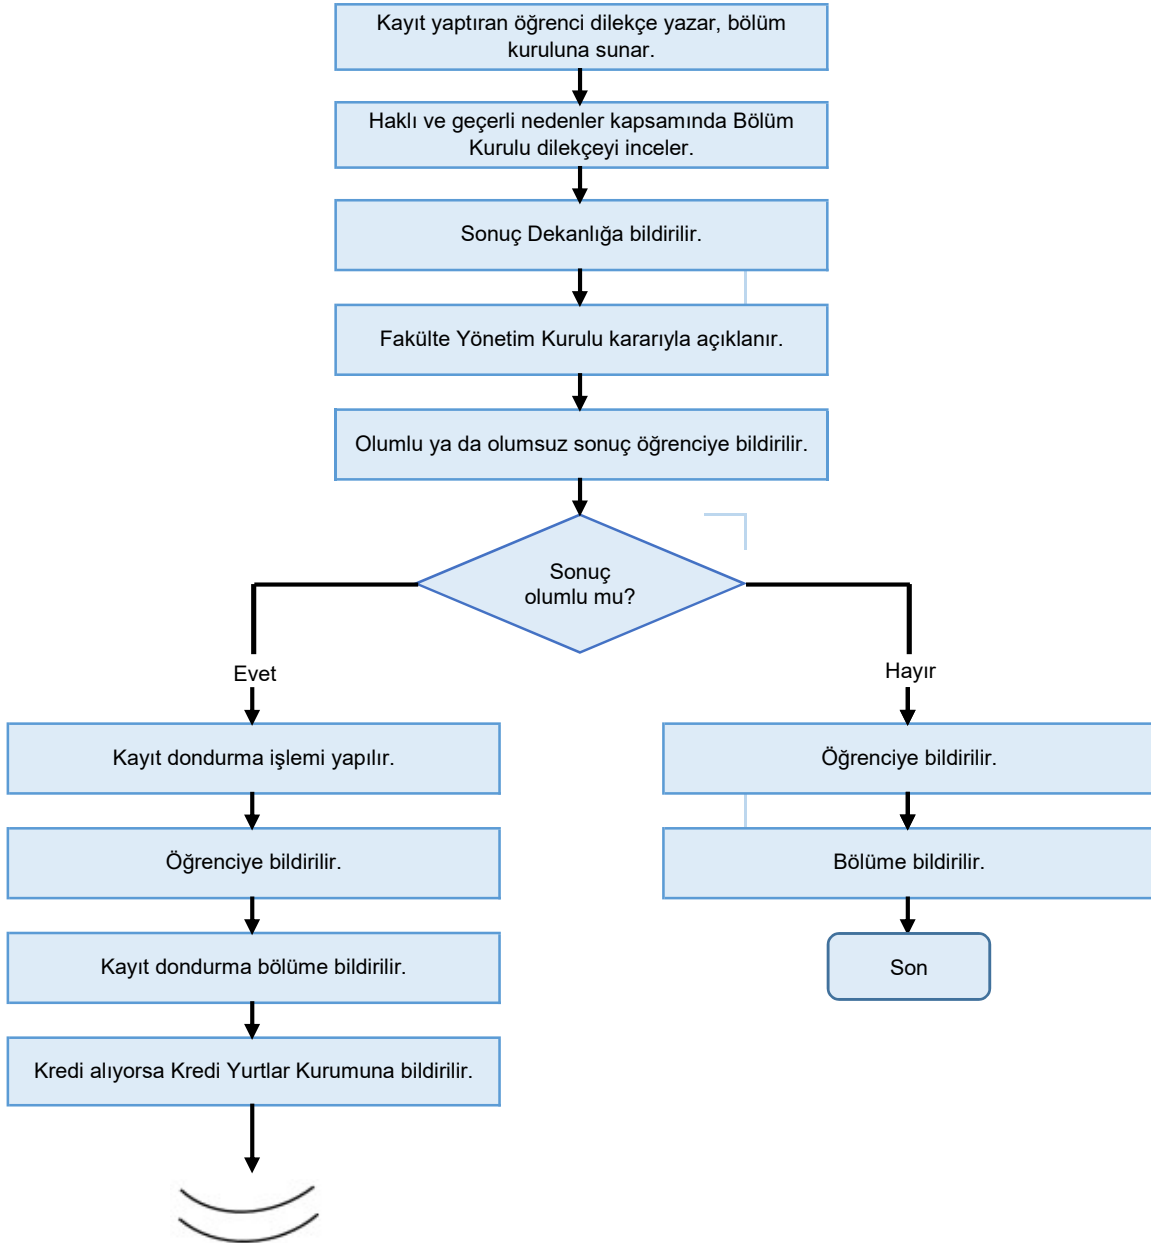 Kayıt yaptıran öğrenci dilekçe yazar, bölüm
kuruluna sunar.
Haklı ve geçerli nedenler kapsamında Bölüm
Kurulu dilekçeyi inceler.
Sonuç Dekanlığa bildirilir.
Fakülte Yönetim Kurulu kararıyla açıklanır.
Olumlu ya da olumsuz sonuç öğrenciye bildirilir.
Sonuç
olumlu mu?
Evet
Hayır
Kayıt dondurma işlemi yapılır.
Öğrenciye bildirilir.
Kayıt dondurma bölüme bildirilir.
Kredi alıyorsa Kredi Yurtlar Kurumuna bildirilir.
Öğrenciye bildirilir.
Bölüme bildirilir.
Son